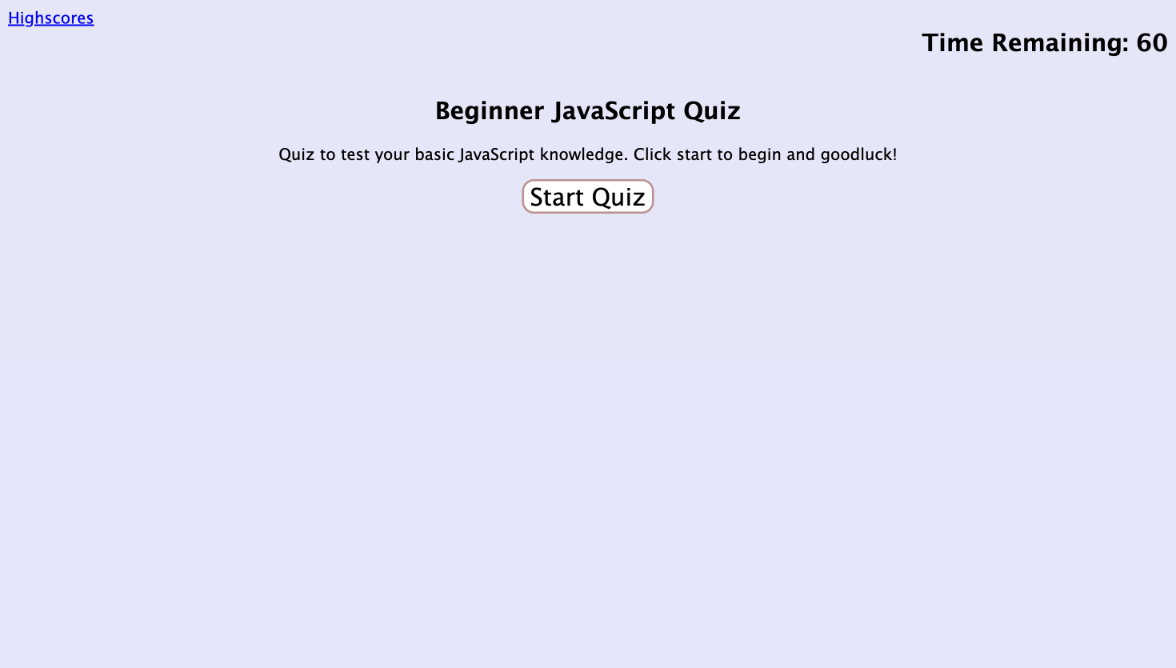 Highscores
Time Remaining: 60
Beginner JavaScript Quiz
Quiz to test your basic JavaScript knowledge. Click start to begin and goodluck!
Start Quiz